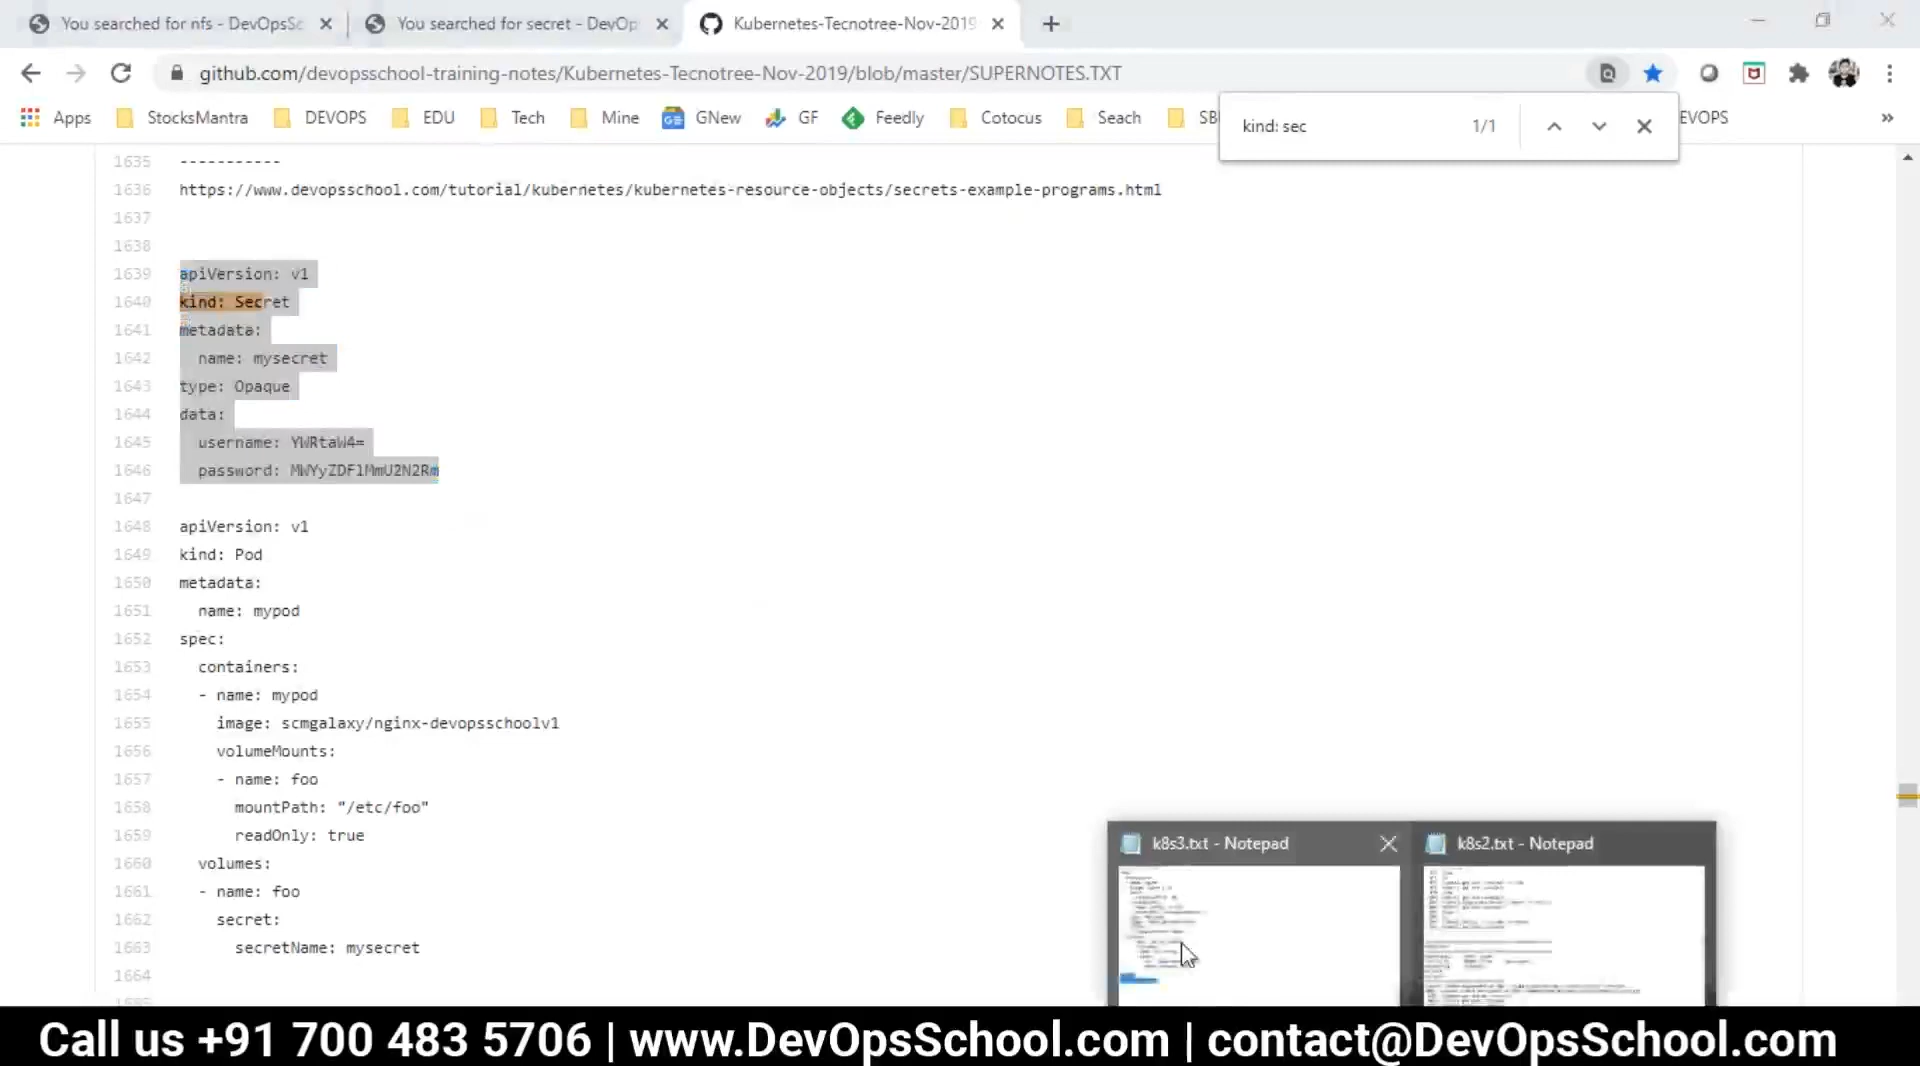 You searched for nfs - DevOpsSc
You searched for secret - DevOp
Kubernetes-Tecnotree-Nov-2019
github.com/devopsschool-training-notes/Kubernetes-Tecnotree-Nov-2019/blob/master/SUPERNOTES.TXT
Apps StocksMantra DEVOPS EDU Tech Mine GNew GF Feedly Cotocus Seach SB EVOPS »
kind: sec 1/1
1635 -----------
1636 https://www.devopsschool.com/tutorial/kubernetes/kubernetes-resource-objects/secrets-example-programs.html
1637
1638
1639 apiVersion: v1
1640 kind: Secret
1641 metadata:
1642 name: mysecret
1643 type: Opaque
1644 data:
1645 username: YWRtaW4=
1646 password: MWYyZDFlMmU2N2Rm
1647
1648 apiVersion: v1
1649 kind: Pod
1650 metadata:
1651 name: mypod
1652 spec:
1653 containers:
1654 - name: mypod
1655 image: scmgalaxy/nginx-devopsschoolv1
1656 volumeMounts:
1657 - name: foo
1658 mountPath: "/etc/foo"
1659 readOnly: true
1660 volumes:
1661 - name: foo
1662 secret:
1663 secretName: mysecret
1664
k8s3.txt - Notepad
k8s2.txt - Notepad
Call us +91 700 483 5706 | www.DevOpsSchool.com | contact@DevOpsSchool.com